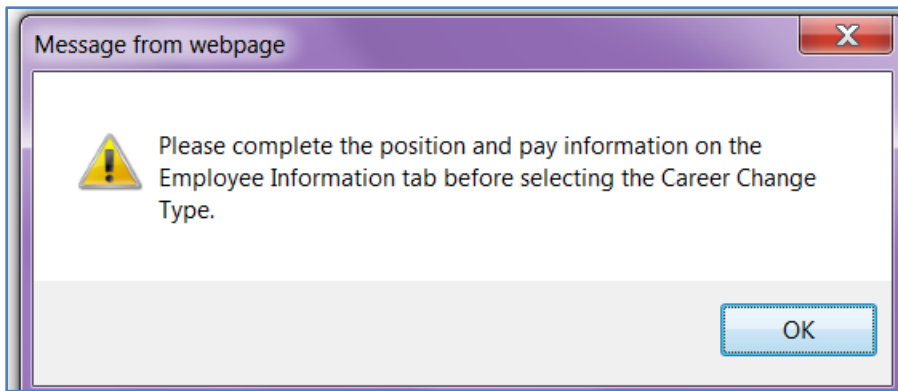 Message from webpage
Please complete the position and pay information on the
Employee Information tab before selecting the Career Change
Type.
OK